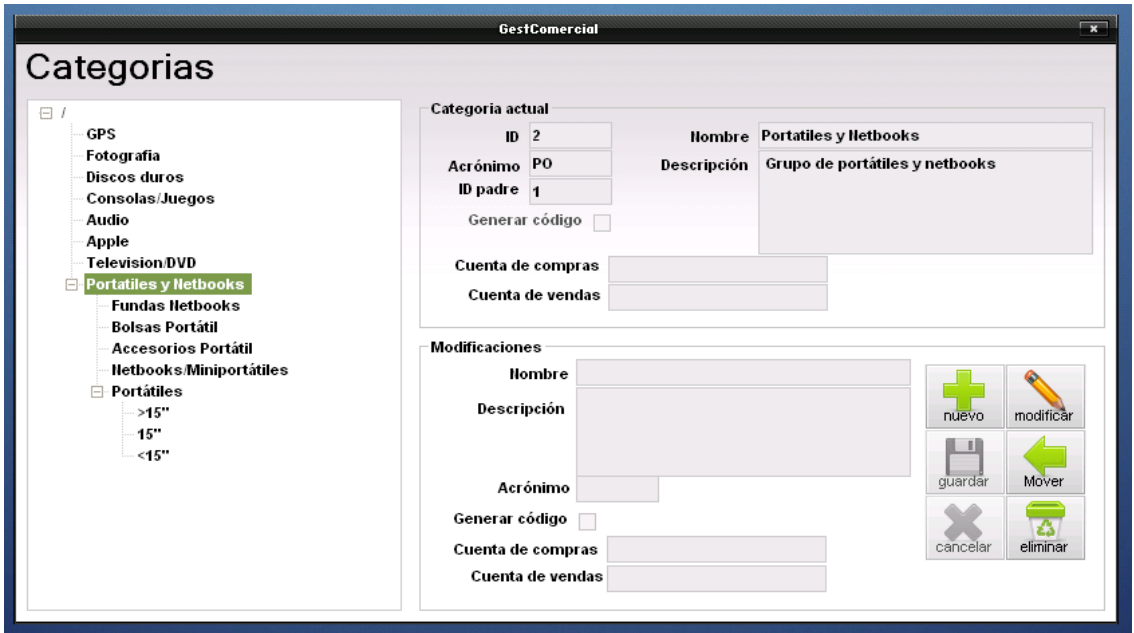 GestComercial
Categorias
/
GPS
Fotografia
Discos duros
Consolas/Juegos
Audio
Apple
Television/DVD
Portatiles y Netbooks
Fundas Netbooks
Bolsas Portátil
Accesorios Portátil
Netbooks/Miniportátiles
Portátiles
>15"
15"
<15"
Categoria actual
ID 2
Nombre Portatiles y Netbooks
Acrónimo PO
Descripción Grupo de portátiles y netbooks
ID padre 1
Generar código
Cuenta de compras
Cuenta de vendas
Modificaciones
Nombre
Descripción
Acrónimo
Generar código
Cuenta de compras
Cuenta de vendas
nuevo modificar
guardar Mover
cancelar eliminar